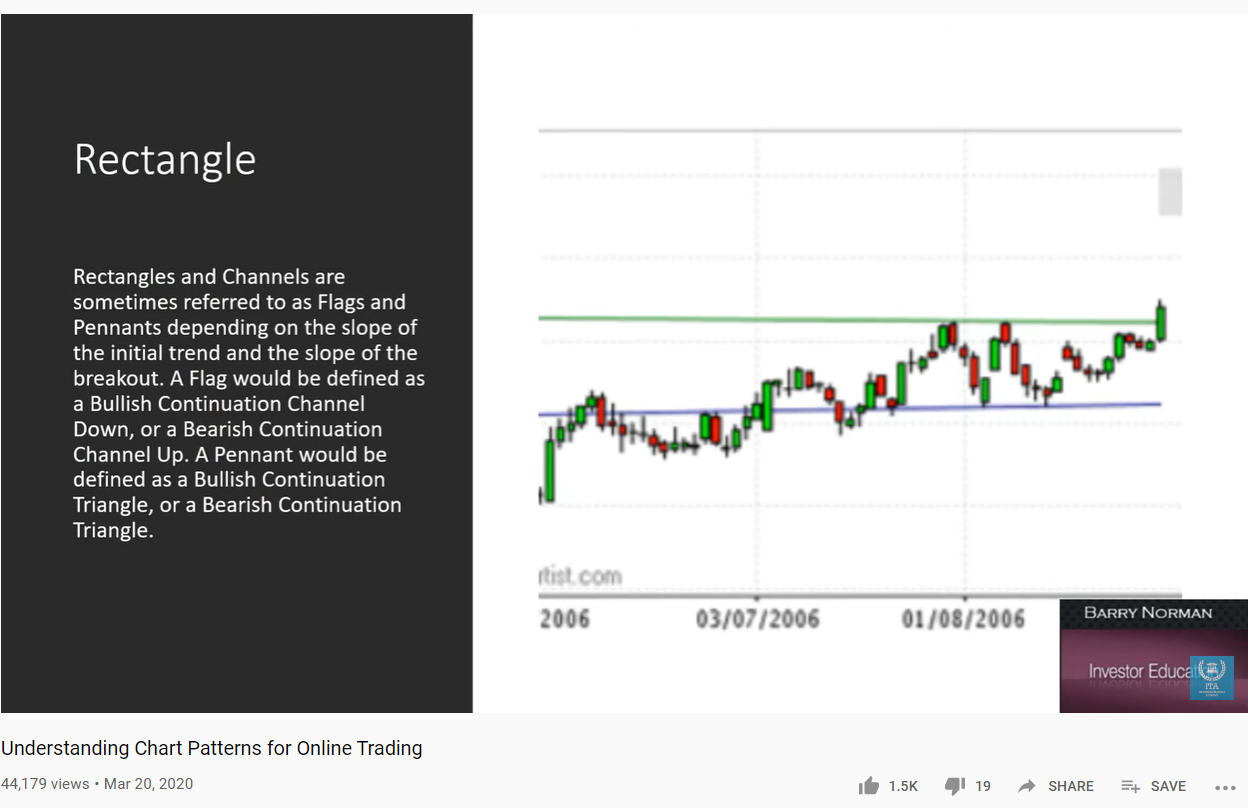 Rectangle
Rectangles and Channels are
sometimes referred to as Flags and
Pennants depending on the slope of
the initial trend and the slope of the
breakout. A Flag would be defined as
a Bullish Continuation Channel
Down, or a Bearish Continuation
Channel Up. A Pennant would be
defined as a Bullish Continuation
Triangle, or a Bearish Continuation
Triangle.
rtist.com
2006 03/07/2006 01/08/2006
BARRY NORMAN
Investor Educa
ITA
Understanding Chart Patterns for Online Trading
44,179 views • Mar 20, 2020
1.5K 19 SHARE SAVE